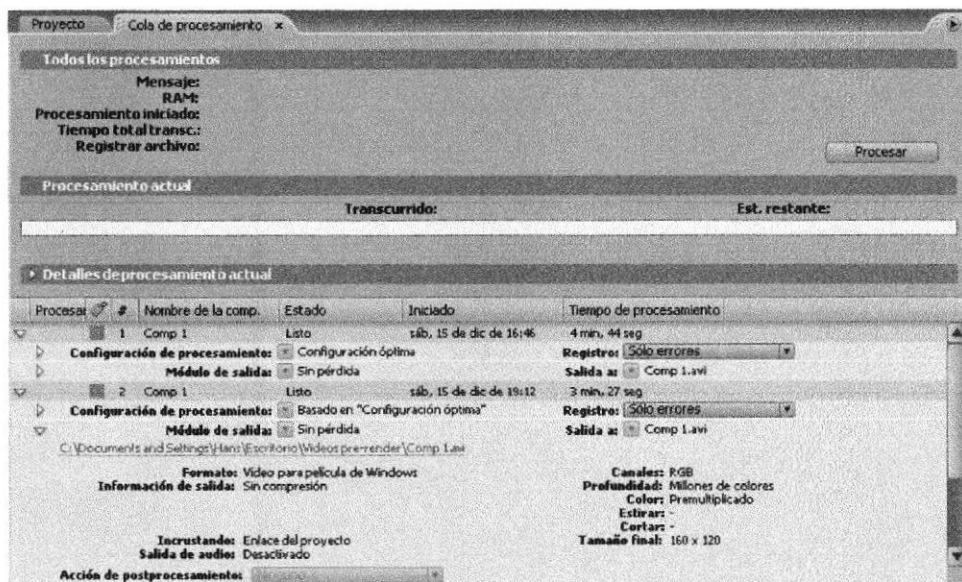 Proyecto Cola de procesamiento x
Todos los procesamientos
Mensaje:
RAM:
Procesamiento iniciado:
Tiempo total transc.:
Registrar archivo:
Procesar
Procesamiento actual
Transcurrido: Est. restante:
Detalles de procesamiento actual
Procesar # Nombre de la comp. Estado Iniciado Tiempo de procesamiento
1 Comp 1 Listo sáb, 15 de dic de 16:46 4 min, 44 seg
Configuración de procesamiento: Configuración óptima Registro: Sólo errores
Módulo de salida: Sin pérdida Salida a: Comp 1.avi
2 Comp 1 Listo sáb, 15 de dic de 19:12 3 min, 27 seg
Configuración de procesamiento: Basado en "Configuración óptima" Registro: Sólo errores
Módulo de salida: Sin pérdida Salida a: Comp 1.avi
C:\Documents and Settings\Hans\Escritorio\Videos pre-render\Comp 1.avi
Formato: Vídeo para película de Windows Canales: RGB
Información de salida: Sin compresión Profundidad: Millones de colores
Color: Premultiplicado
Estirar: -
Cortar: -
Incrustando: Enlace del proyecto Tamaño final: 160 x 120
Salida de audio: Desactivado
Acción de postprocesamiento: